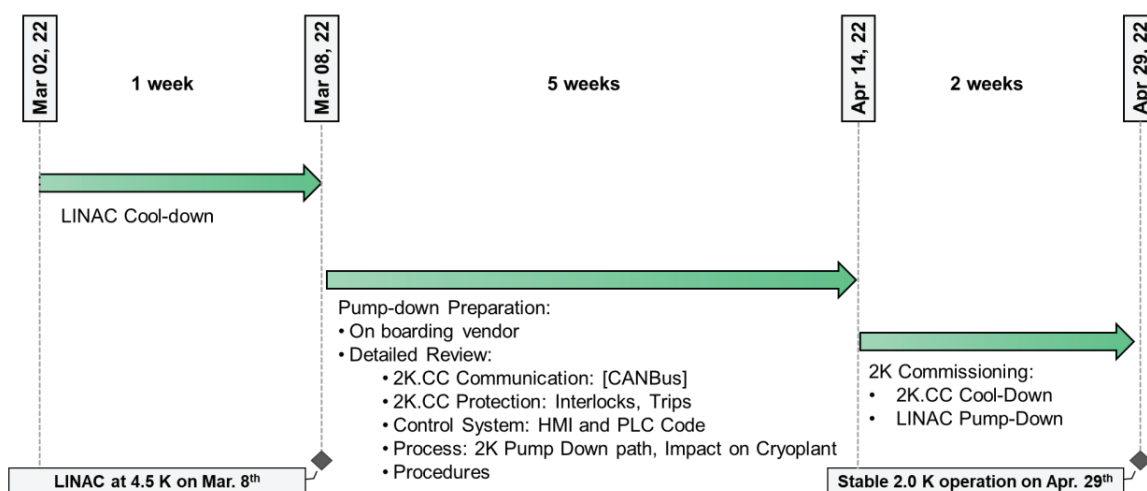 Mar 02, 22
1 week
Mar 08, 22
5 weeks
Apr 14, 22
2 weeks
Apr 29, 22
LINAC Cool-down
Pump-down Preparation:
• On boarding vendor
• Detailed Review:
• 2K.CC Communication: [CANBus]
• 2K.CC Protection: Interlocks, Trips
• Control System: HMI and PLC Code
• Process: 2K Pump Down path, Impact on Cryoplant
• Procedures
2K Commissioning:
• 2K.CC Cool-Down
• LINAC Pump-Down
LINAC at 4.5 K on Mar. 8th
Stable 2.0 K operation on Apr. 29th